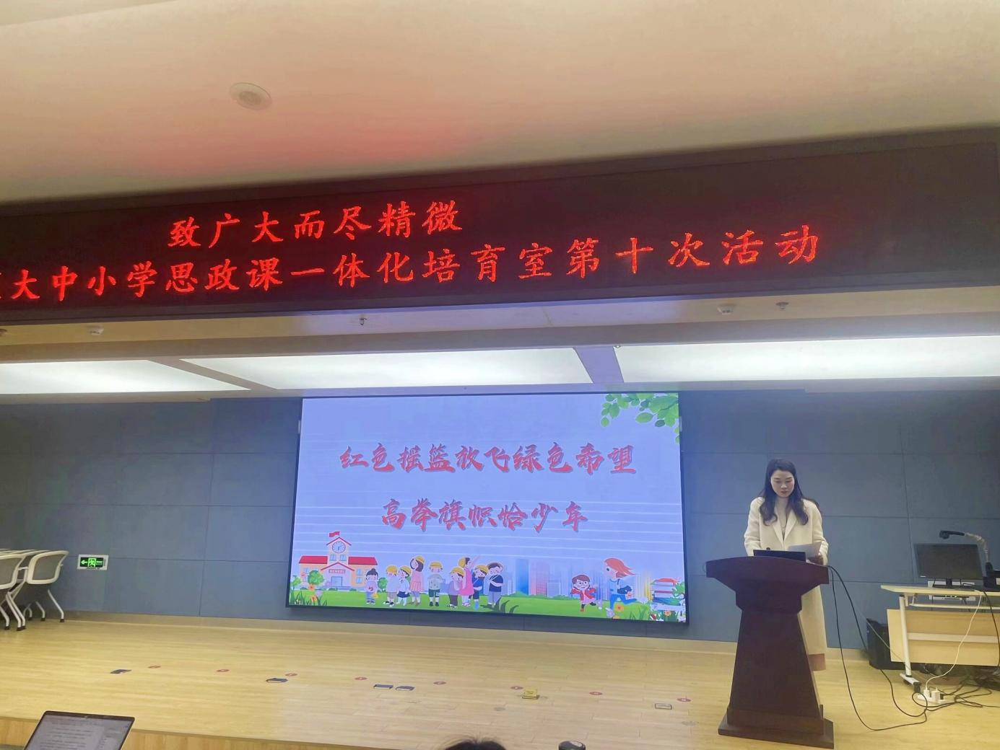 致广大而尽精微
大中小学思政课一体化培育室第十次活动
红色摇篮放飞绿色希望
高举旗帜恰少年